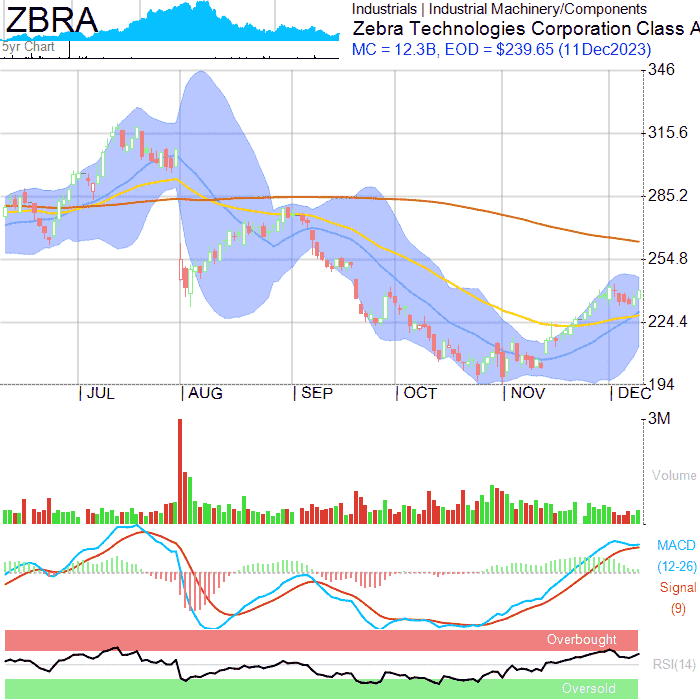 ZBRA
5yr Chart
Industrials | Industrial Machinery/Components
Zebra Technologies Corporation Class A
MC = 12.3B, EOD = $239.65 (11Dec2023)
346
315.6
285.2
254.8
224.4
194
JUL AUG SEP OCT NOV DEC
3M
Volume
MACD
(12-26)
Signal
(9)
Overbought
RSI(14)
Oversold